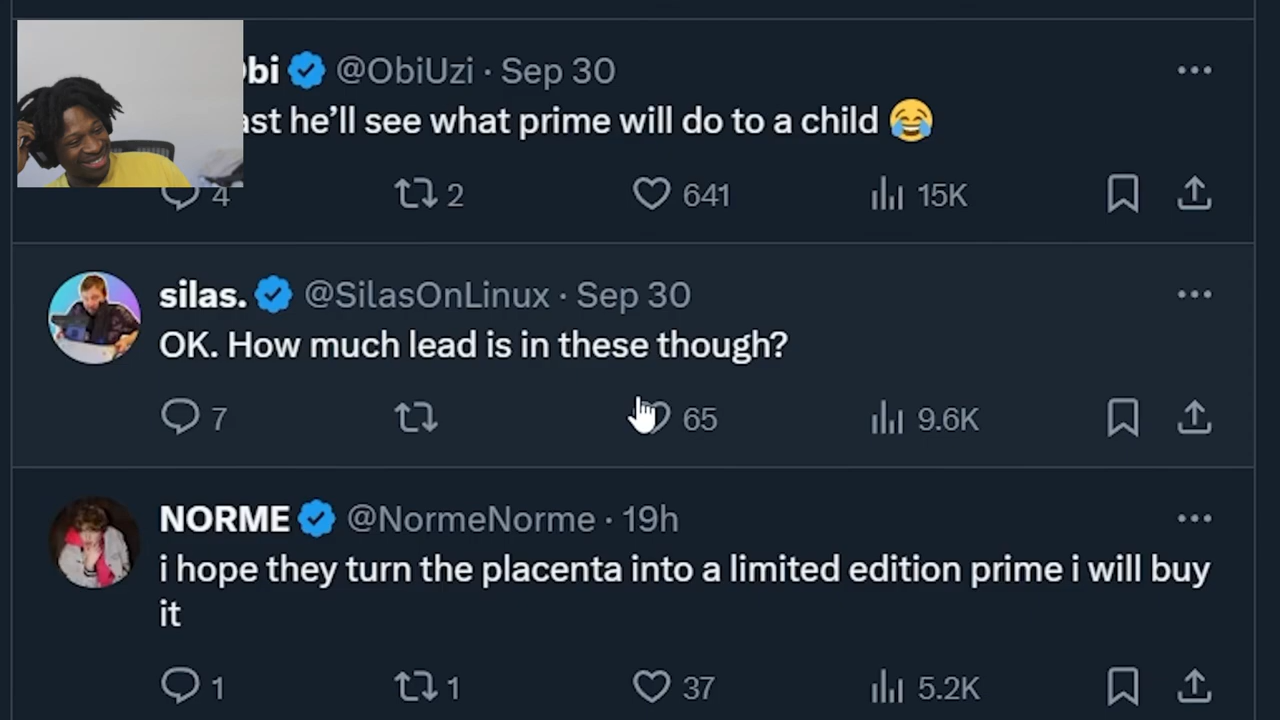 @ObiUzi · Sep 30
he'll see what prime will do to a child 😂
4 2 641 15K
silas. @SilasOnLinux · Sep 30
OK. How much lead is in these though?
7 65 9.6K
NORME @NormeNorme · 19h
i hope they turn the placenta into a limited edition prime i will buy
it
1 1 37 5.2K